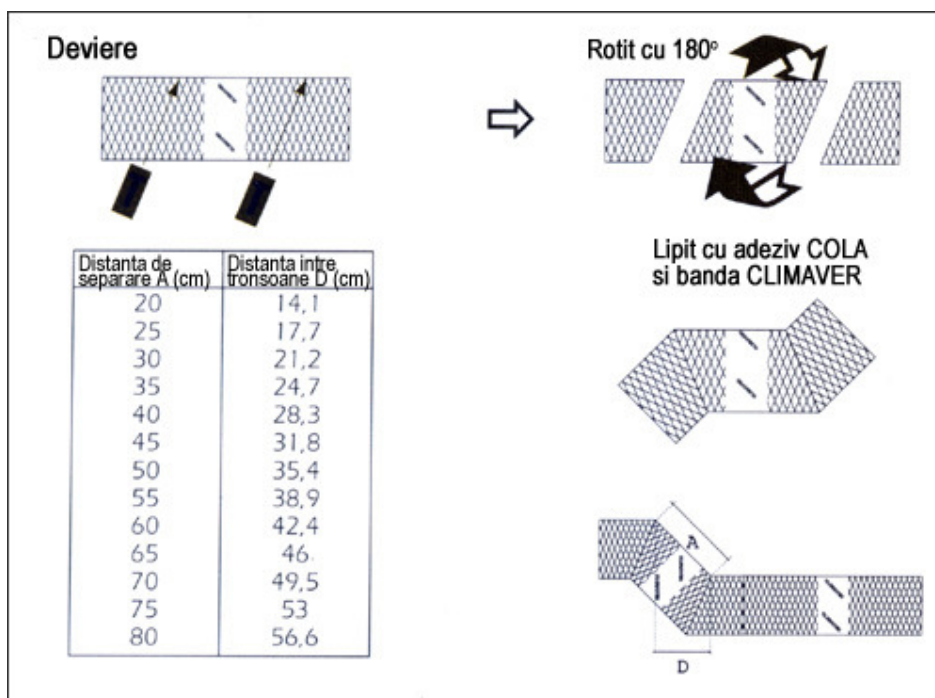 Deviere
Rotit cu 180°
Distanta de separare A (cm) Distanta intre tronsoane D (cm)
20 14,1
25 17,7
30 21,2
35 24,7
40 28,3
45 31,8
50 35,4
55 38,9
60 42,4
65 46
70 49,5
75 53
80 56,6
Lipit cu adeziv COLA
si banda CLIMAVER
A
D